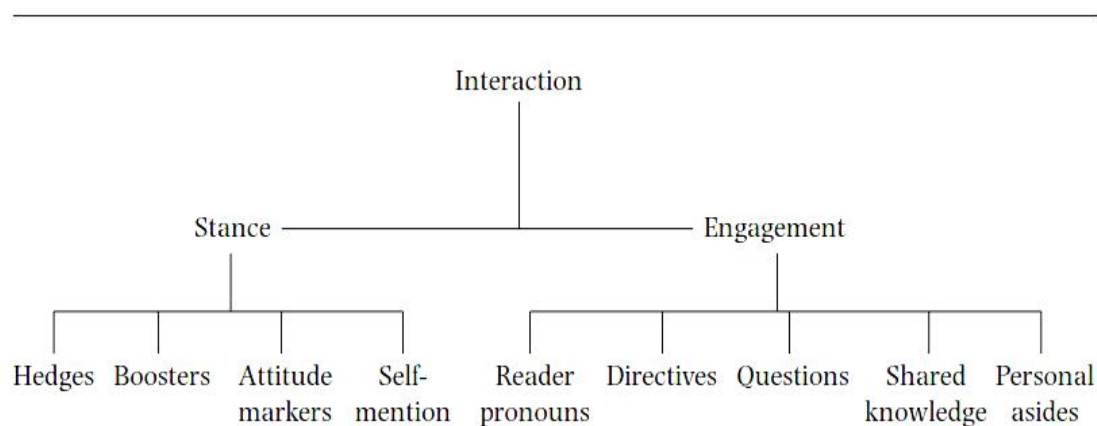 Interaction
Stance Engagement
Hedges Boosters Attitude Self- Reader Directives Questions Shared Personal
markers mention pronouns knowledge asides